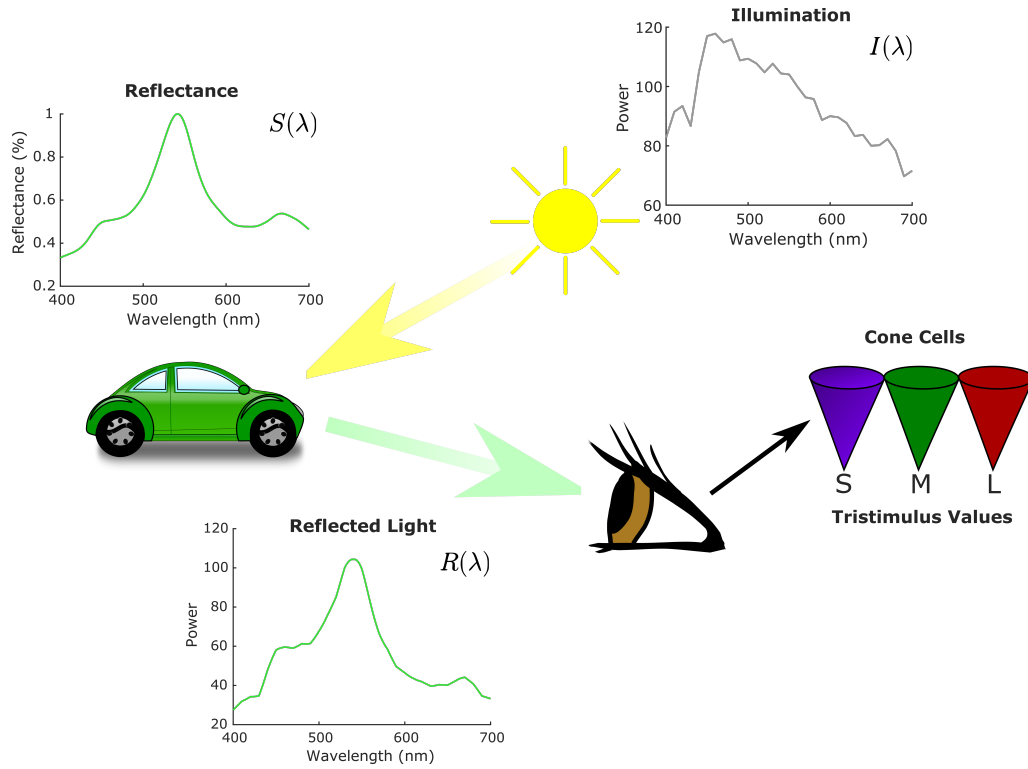 Illumination
I(λ)
120
100
80
60
Power
400
500
600
700
Wavelength (nm)
Reflectance
S(λ)
1
0.8
0.6
0.4
0.2
Reflectance (%)
400
500
600
700
Wavelength (nm)
Cone Cells
S M L
Tristimulus Values
Reflected Light
R(λ)
120
100
80
60
40
20
Power
400
500
600
700
Wavelength (nm)